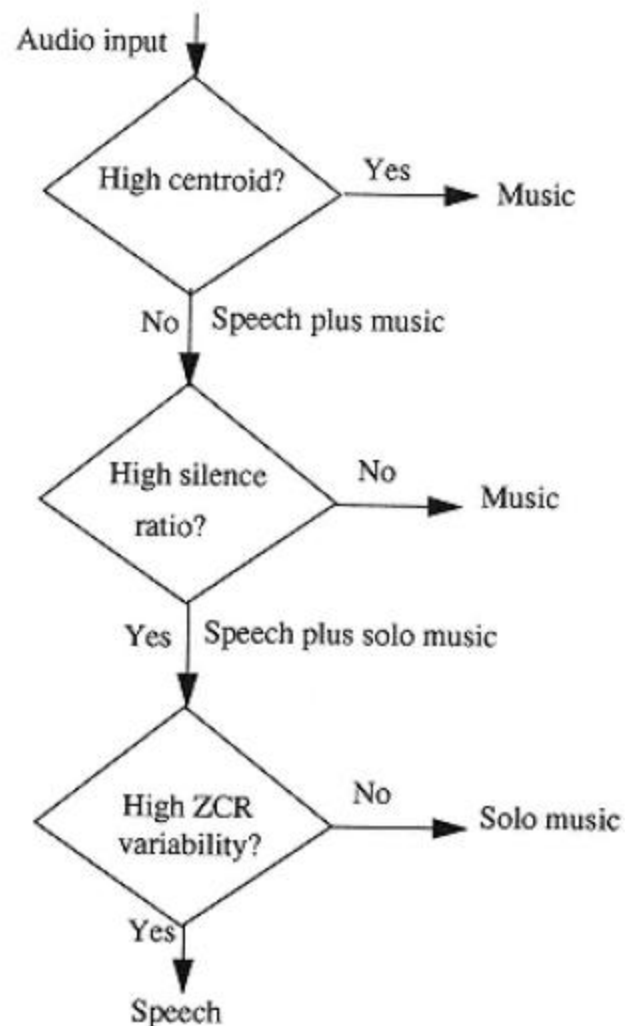 Audio input
High centroid?
Yes
Music
No
Speech plus music
High silence
ratio?
No
Music
Yes
Speech plus solo music
High ZCR
variability?
No
Solo music
Yes
Speech